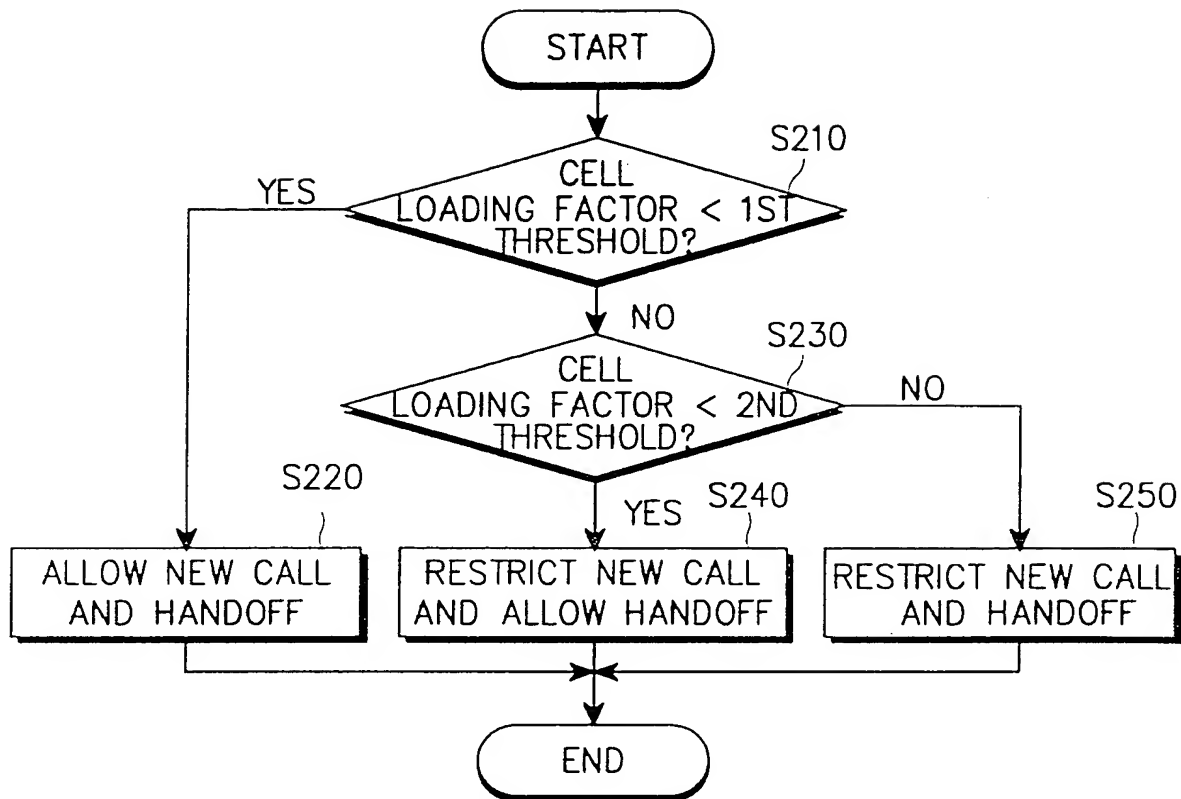 START
S210
CELL
LOADING FACTOR < 1ST
THRESHOLD?
YES
NO
S230
CELL
LOADING FACTOR < 2ND
THRESHOLD?
NO
YES
S220
S240
S250
ALLOW NEW CALL
AND HANDOFF
RESTRICT NEW CALL
AND ALLOW HANDOFF
RESTRICT NEW CALL
AND HANDOFF
END